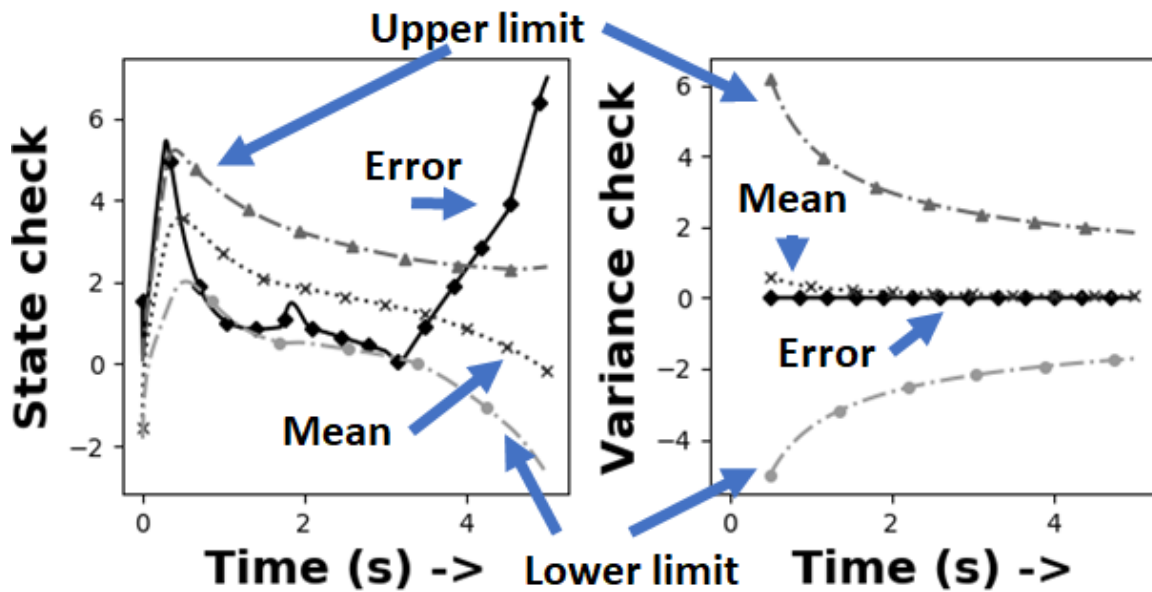 Upper limit
State check
6
4
2
0
−2
Error
Mean
0
2
4
Time (s) ->
Variance check
6
4
2
0
−2
−4
Mean
Error
Lower limit
0
2
4
Time (s) ->